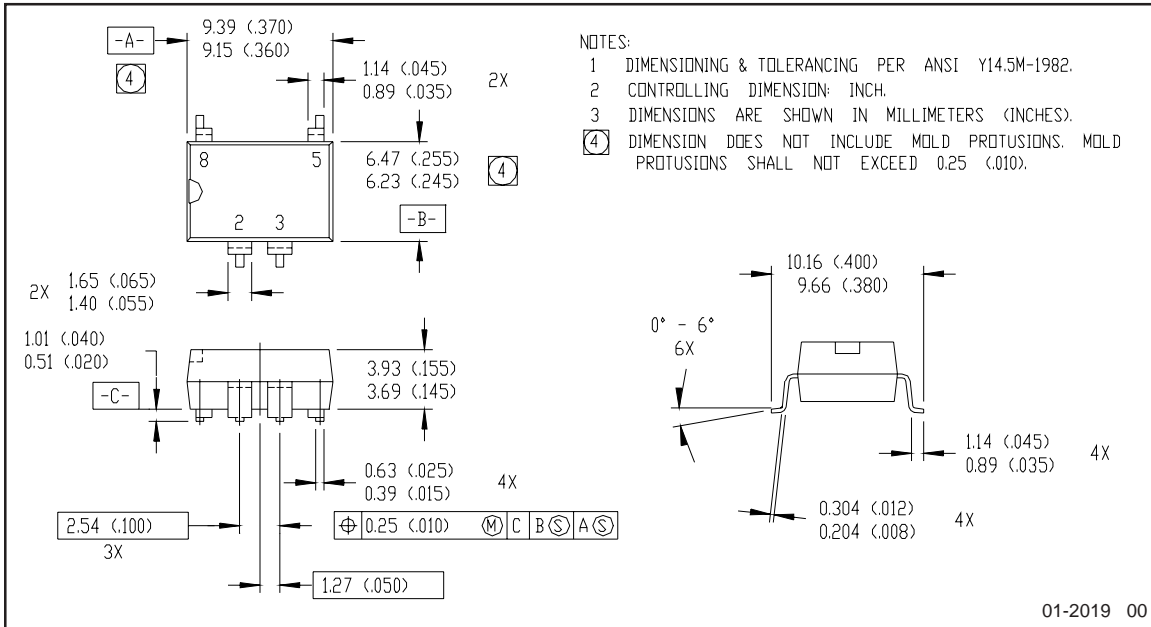 -A-
9.39 (.370)
9.15 (.360)
4
1.14 (.045)
0.89 (.035)
2X
NOTES:
1 DIMENSIONING & TOLERANCING PER ANSI Y14.5M-1982.
2 CONTROLLING DIMENSION: INCH.
3 DIMENSIONS ARE SHOWN IN MILLIMETERS (INCHES).
4 DIMENSION DOES NOT INCLUDE MOLD PROTUSIONS. MOLD
PROTUSIONS SHALL NOT EXCEED 0.25 (.010).
8 5
6.47 (.255)
6.23 (.245)
4
2 3
-B-
2X
1.65 (.065)
1.40 (.055)
1.01 (.040)
0.51 (.020)
-C-
3.93 (.155)
3.69 (.145)
0.63 (.025)
0.39 (.015)
4X
2.54 (.100)
3X
⌖ 0.25 (.010) Ⓜ C B Ⓢ A Ⓢ
1.27 (.050)
10.16 (.400)
9.66 (.380)
0° - 6°
6X
1.14 (.045)
0.89 (.035)
4X
0.304 (.012)
0.204 (.008)
4X
01-2019 00